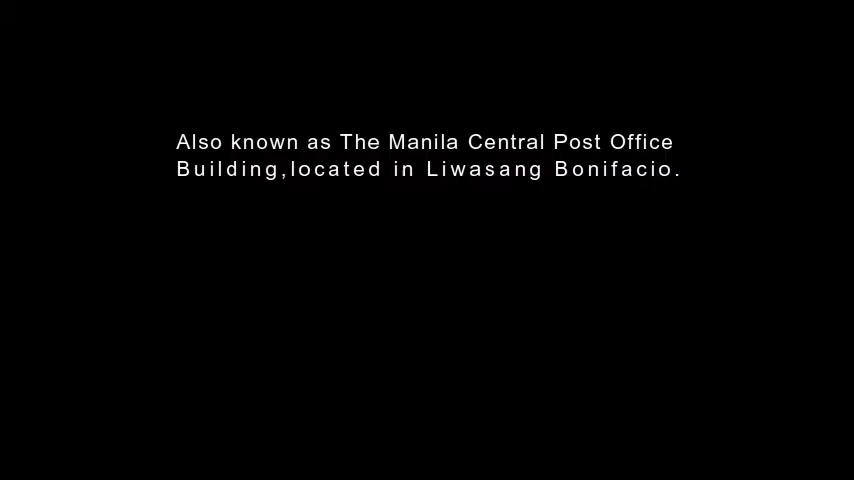 Also known as The Manila Central Post Office
Building,located in Liwasang Bonifacio.